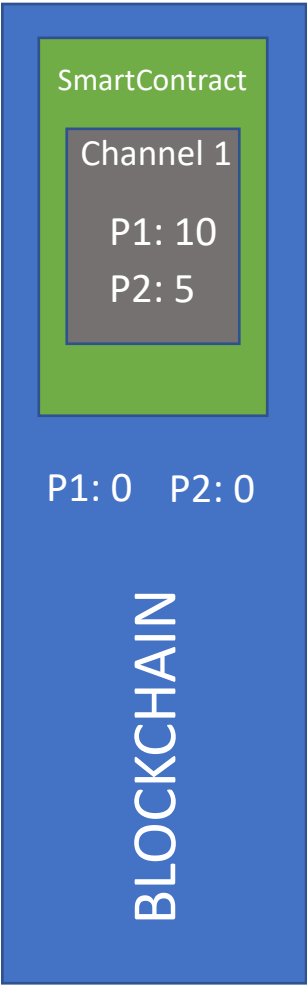 SmartContract
Channel 1
P1: 10
P2: 5
P1: 0 P2: 0
BLOCKCHAIN